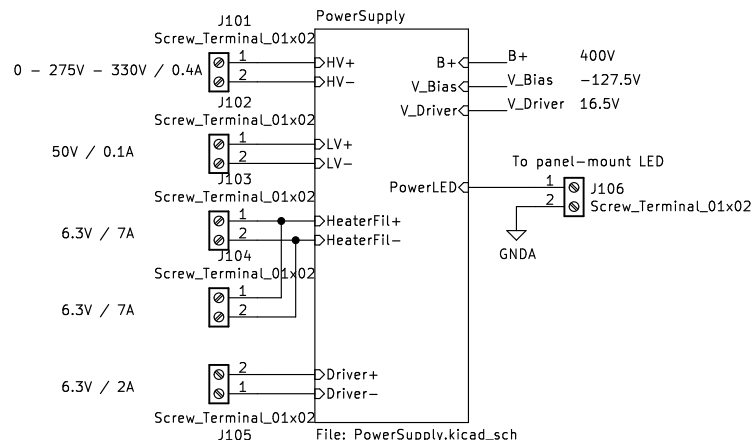 PowerSupply
J101
Screw_Terminal_01x02
0 - 275V - 330V / 0.4A
1
2
HV+
HV-
J102
Screw_Terminal_01x02
50V / 0.1A
1
2
LV+
LV-
J103
Screw_Terminal_01x02
6.3V / 7A
1
2
HeaterFil+
HeaterFil-
J104
Screw_Terminal_01x02
6.3V / 7A
1
2
6.3V / 2A
2
1
Driver+
Driver-
Screw_Terminal_01x02
J105
File: PowerSupply.kicad_sch
B+
B+ 400V
V_Bias
V_Bias -127.5V
V_Driver
V_Driver 16.5V
To panel-mount LED
PowerLED
1
2
J106
Screw_Terminal_01x02
GNDA